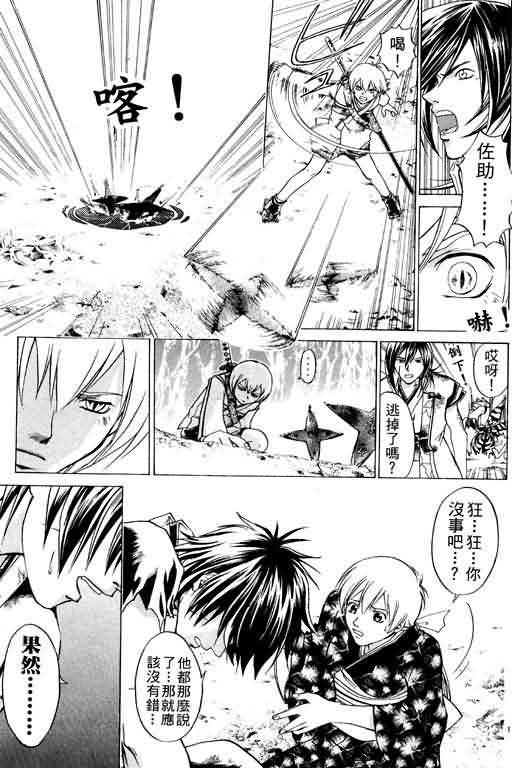 佐助……！
嚇！
喝！
喀！
哎呀！
倒下！
逃掉了嗎？
…
狂…狂…你
沒事吧…？
他都那麼說
了…那就應
該沒有錯…
果然………